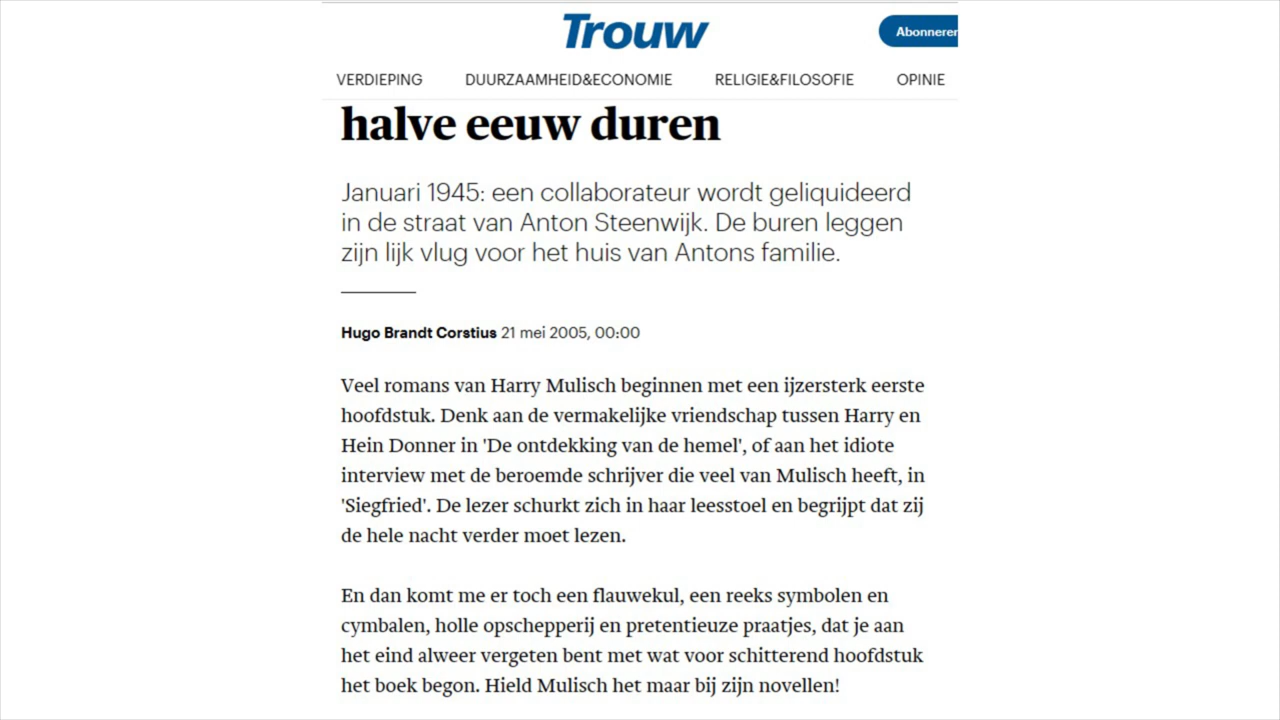 Trouw
Abonneren
VERDIEPING DUURZAAMHEID&ECONOMIE RELIGIE&FILOSOFIE OPINIE
halve eeuw duren
Januari 1945: een collaborateur wordt geliquideerd
in de straat van Anton Steenwijk. De buren leggen
zijn lijk vlug voor het huis van Antons familie.
Hugo Brandt Corstius 21 mei 2005, 00:00
Veel romans van Harry Mulisch beginnen met een ijzersterk eerste
hoofdstuk. Denk aan de vermakelijke vriendschap tussen Harry en
Hein Donner in 'De ontdekking van de hemel', of aan het idiote
interview met de beroemde schrijver die veel van Mulisch heeft, in
'Siegfried'. De lezer schurkt zich in haar leesstoel en begrijpt dat zij
de hele nacht verder moet lezen.
En dan komt me er toch een flauwekul, een reeks symbolen en
cymbalen, holle opschepperij en pretentieuze praatjes, dat je aan
het eind alweer vergeten bent met wat voor schitterend hoofdstuk
het boek begon. Hield Mulisch het maar bij zijn novellen!